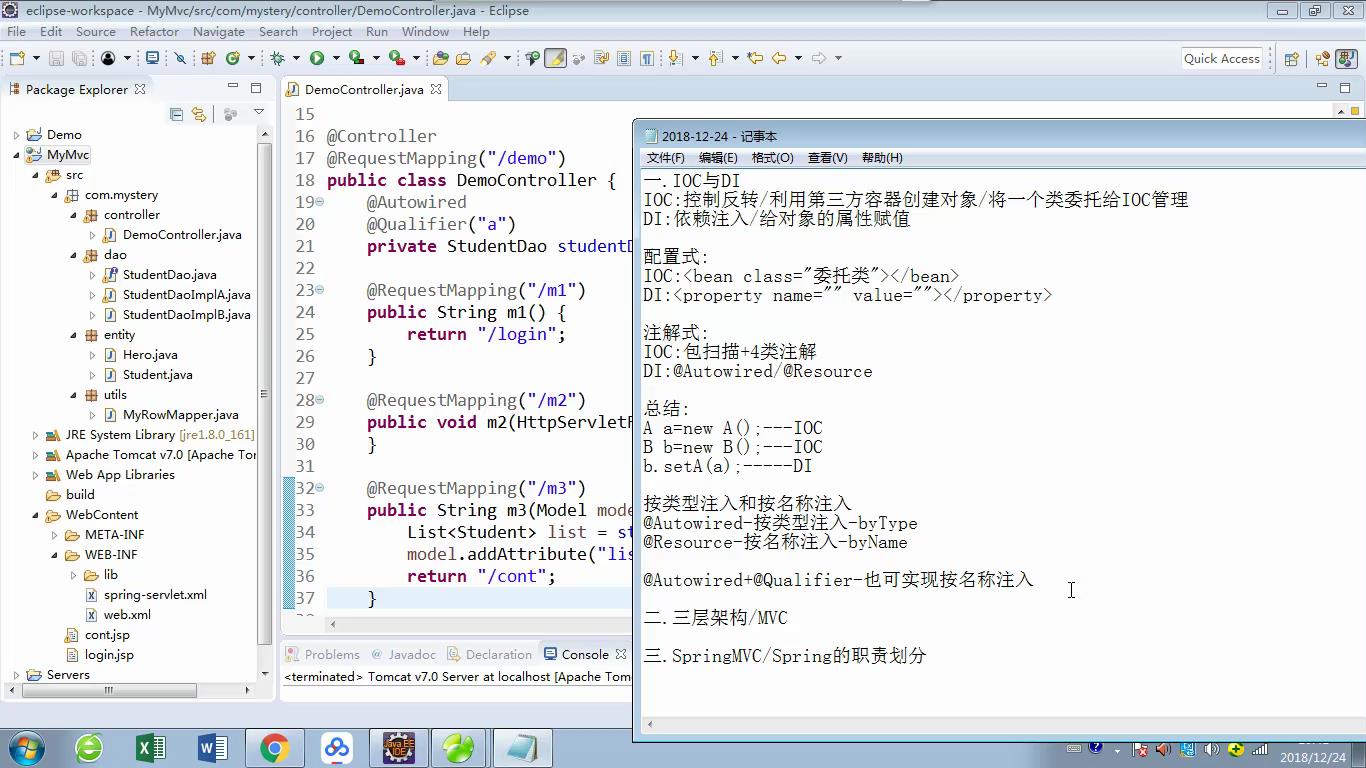 eclipse-workspace - MyMvc/src/com/mystery/controller/DemoController.java - Eclipse
File Edit Source Refactor Navigate Search Project Run Window Help
Quick Access
Package Explorer
Demo
MyMvc
src
com.mystery
controller
DemoController.java
dao
StudentDao.java
StudentDaoImplA.java
StudentDaoImplB.java
entity
Hero.java
Student.java
utils
MyRowMapper.java
JRE System Library [jre1.8.0_161]
Apache Tomcat v7.0 [Apache Tor
Web App Libraries
build
WebContent
META-INF
WEB-INF
lib
spring-servlet.xml
web.xml
cont.jsp
login.jsp
Servers
DemoController.java
15
16 @Controller
17 @RequestMapping("/demo")
18 public class DemoController {
19 @Autowired
20 @Qualifier("a")
21 private StudentDao studentD
22
23 @RequestMapping("/m1")
24 public String m1() {
25 return "/login";
26 }
27
28 @RequestMapping("/m2")
29 public void m2(HttpServletR
30 }
31
32 @RequestMapping("/m3")
33 public String m3(Model mode
34 List<Student> list = st
35 model.addAttribute("lis
36 return "/cont";
37 }
Problems @ Javadoc Declaration Console
<terminated> Tomcat v7.0 Server at localhost [Apache Tom
2018-12-24 - 记事本
文件(F) 编辑(E) 格式(O) 查看(V) 帮助(H)
一.IOC与DI
IOC:控制反转/利用第三方容器创建对象/将一个类委托给IOC管理
DI:依赖注入/给对象的属性赋值
配置式:
IOC:<bean class="委托类"></bean>
DI:<property name="" value=""></property>
注解式:
IOC:包扫描+4类注解
DI:@Autowired/@Resource
总结:
A a=new A();---IOC
B b=new B();---IOC
b.setA(a);-----DI
按类型注入和按名称注入
@Autowired-按类型注入-byType
@Resource-按名称注入-byName
@Autowired+@Qualifier-也可实现按名称注入
二.三层架构/MVC
三.SpringMVC/Spring的职责划分
2018/12/24